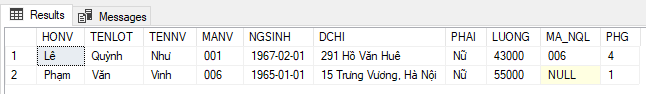 Results Messages
HONV TENLOT TENNV MANV NGSINH DCHI PHAI LUONG MA_NQL PHG
1 Lê Quỳnh Như 001 1967-02-01 291 Hồ Văn Huê Nữ 43000 006 4
2 Phạm Văn Vinh 006 1965-01-01 15 Trưng Vương, Hà Nội Nữ 55000 NULL 1